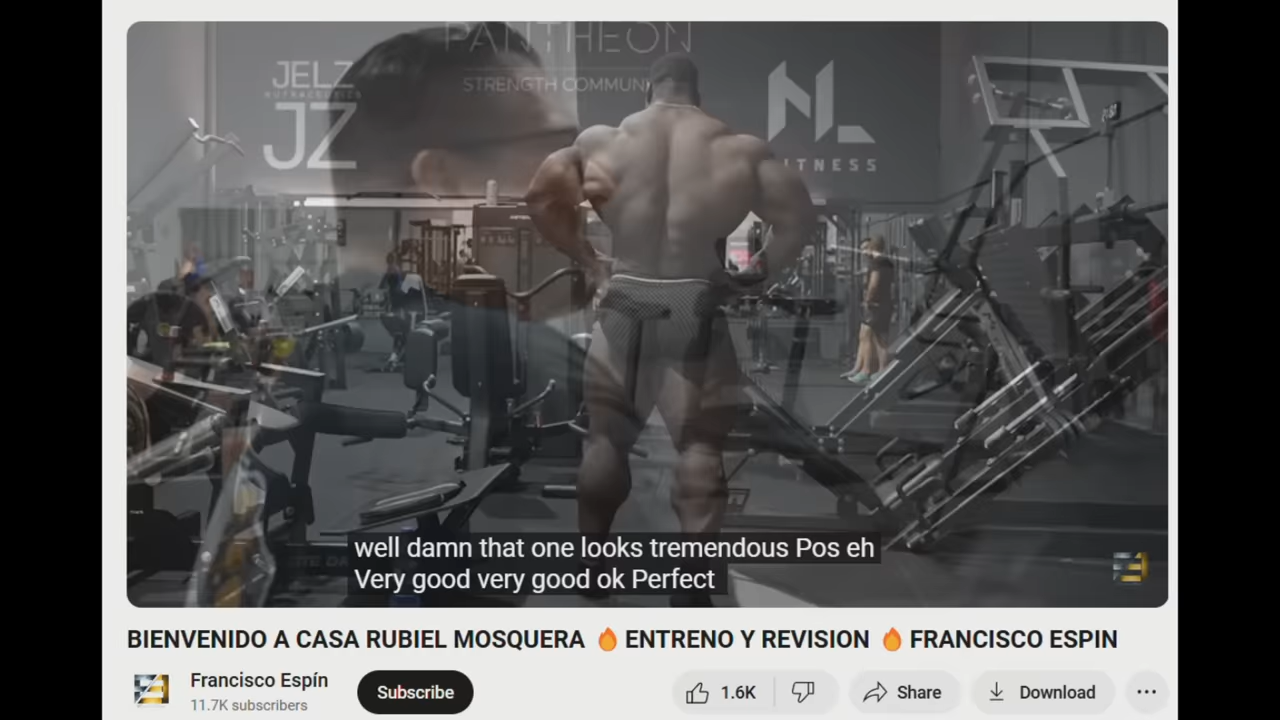 PANTHEON
STRENGTH COMMUN
JELZ
JZ
NL
ITNESS
well damn that one looks tremendous Pos eh
Very good very good ok Perfect
BIENVENIDO A CASA RUBIEL MOSQUERA 🔥 ENTRENO Y REVISION 🔥 FRANCISCO ESPIN
Francisco Espín
11.7K subscribers
Subscribe
1.6K
Share
Download